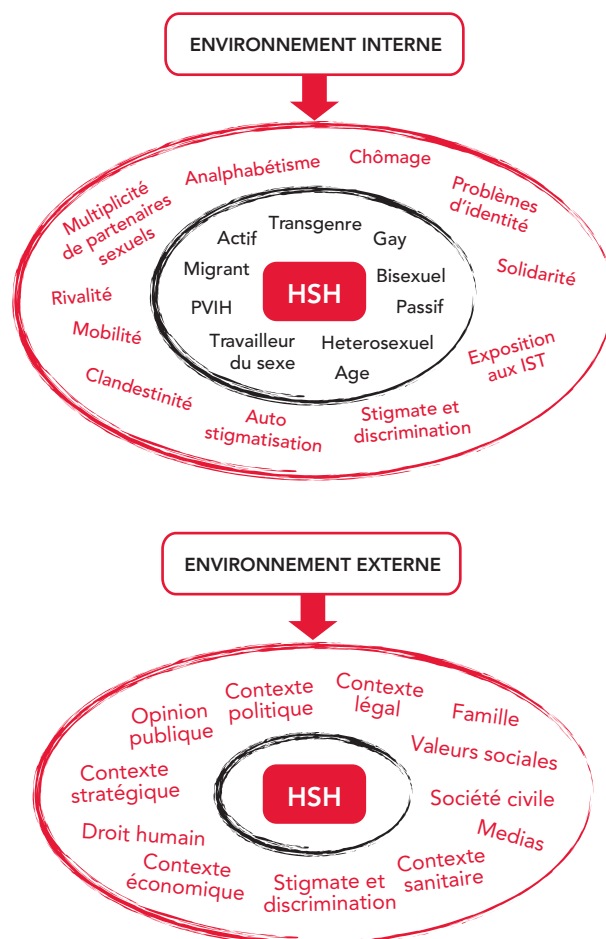 ENVIRONNEMENT INTERNE
Analphabétisme
Chômage
Multiplicité
de partenaires
sexuels
Problèmes
d'identité
Transgenre
Actif
Gay
Migrant
HSH
Bisexuel
Solidarité
Rivalité
PVIH
Passif
Mobilité
Travailleur
du sexe
Heterosexuel
Age
Exposition
aux IST
Clandestinité
Auto
stigmatisation
Stigmate et
discrimination
ENVIRONNEMENT EXTERNE
Opinion
publique
Contexte
politique
Contexte
légal
Famille
Valeurs sociales
Contexte
stratégique
HSH
Société civile
Droit humain
Medias
Contexte
économique
Stigmate et
discrimination
Contexte
sanitaire